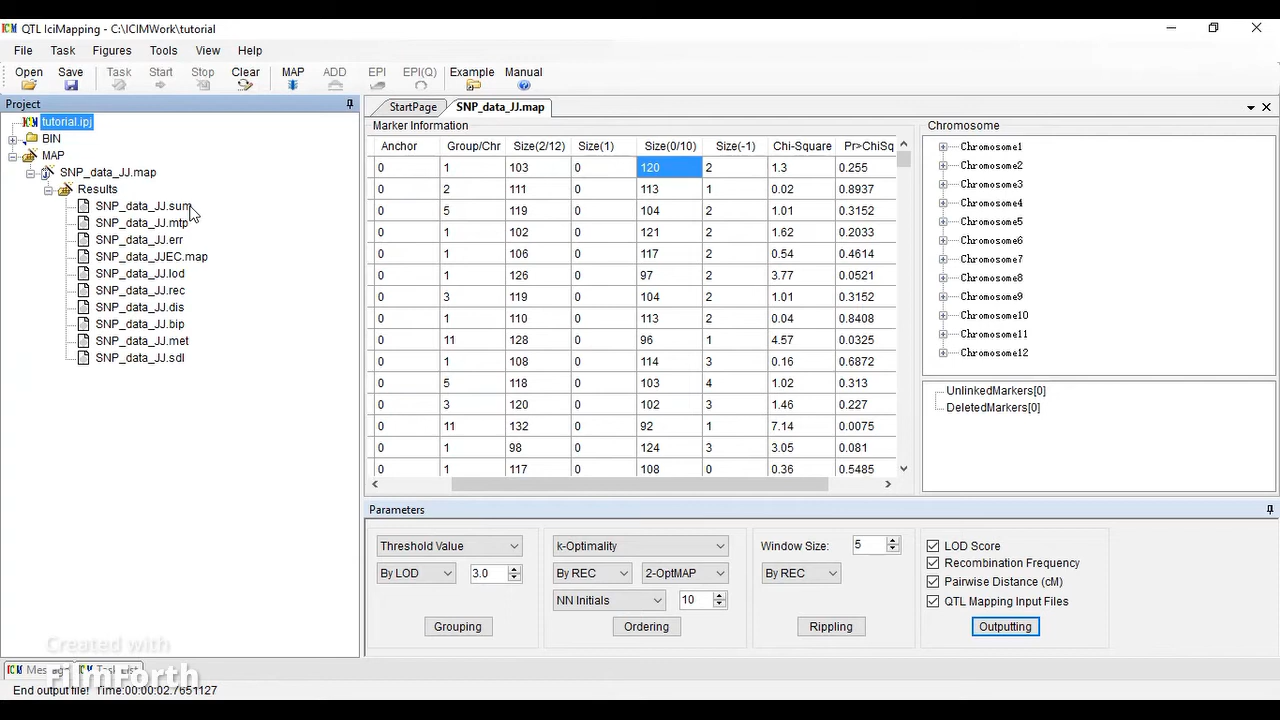 QTL IciMapping - C:\ICIMWork\tutorial
File Task Figures Tools View Help
Open Save Task Start Stop Clear MAP ADD EPI EPI(Q) Example Manual
Project
tutorial.ipj
BIN
MAP
SNP_data_JJ.map
Results
SNP_data_JJ.sum
SNP_data_JJ.mtp
SNP_data_JJ.err
SNP_data_JJEC.map
SNP_data_JJ.lod
SNP_data_JJ.rec
SNP_data_JJ.dis
SNP_data_JJ.bip
SNP_data_JJ.met
SNP_data_JJ.sdl
StartPage SNP_data_JJ.map
Marker Information
Anchor Group/Chr Size(2/12) Size(1) Size(0/10) Size(-1) Chi-Square Pr>ChiSq
0 1 103 0 120 2 1.3 0.255
0 2 111 0 113 1 0.02 0.8937
0 5 119 0 104 2 1.01 0.3152
0 1 102 0 121 2 1.62 0.2033
0 1 106 0 117 2 0.54 0.4614
0 1 126 0 97 2 3.77 0.0521
0 3 119 0 104 2 1.01 0.3152
0 1 110 0 113 2 0.04 0.8408
0 11 128 0 96 1 4.57 0.0325
0 1 108 0 114 3 0.16 0.6872
0 5 118 0 103 4 1.02 0.313
0 3 120 0 102 3 1.46 0.227
0 11 132 0 92 1 7.14 0.0075
0 1 98 0 124 3 3.05 0.081
0 1 117 0 108 0 0.36 0.5485
Chromosome
Chromosome1
Chromosome2
Chromosome3
Chromosome4
Chromosome5
Chromosome6
Chromosome7
Chromosome8
Chromosome9
Chromosome10
Chromosome11
Chromosome12
UnlinkedMarkers[0]
DeletedMarkers[0]
Parameters
Threshold Value
By LOD 3.0
Grouping
k-Optimality
By REC 2-OptMAP
NN Initials 10
Ordering
Window Size: 5
By REC
Rippling
LOD Score
Recombination Frequency
Pairwise Distance (cM)
QTL Mapping Input Files
Outputting
Created with
FilmForth
End output file! Time:00:00:02.7651127